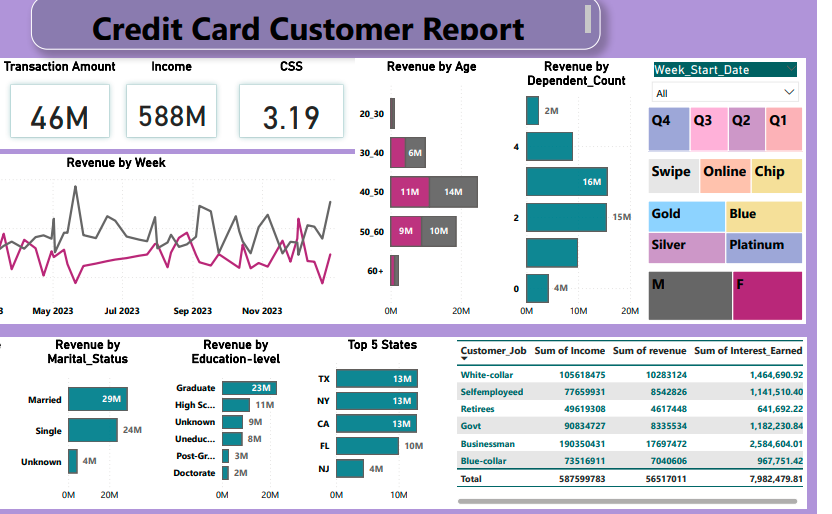 Credit Card Customer Report
Transaction Amount
46M
Income
588M
CSS
3.19
Revenue by Week
3
May 2023
Jul 2023
Sep 2023
Nov 2023
Revenue by Age
20_30
30_40
6M
40_50
11M
14M
50_60
9M
10M
60+
0M
20M
Revenue by
Dependent_Count
2M
4
16M
2
15M
0
4M
0M
10M
20M
Week_Start_Date
All
Q4
Q3
Q2
Q1
Swipe
Online
Chip
Gold
Blue
Silver
Platinum
M
F
Revenue by
Marital_Status
Married
29M
Single
24M
Unknown
4M
0M
20M
Revenue by
Education-level
Graduate
23M
High Sc...
11M
Unknown
9M
Uneduc...
8M
Post-Gr...
3M
Doctorate
2M
0M
20M
Top 5 States
TX
13M
NY
13M
CA
13M
FL
10M
NJ
4M
0M
10M
Customer_Job Sum of Income Sum of revenue Sum of Interest_Earned
White-collar 105618475 10283124 1,464,690.92
Selfemployeed 77659931 8542826 1,141,510.40
Retirees 49619308 4617448 641,692.22
Govt 90834727 8335534 1,182,230.84
Businessman 190350431 17697472 2,584,604.01
Blue-collar 73516911 7040606 967,751.42
Total 587599783 56517011 7,982,479.81